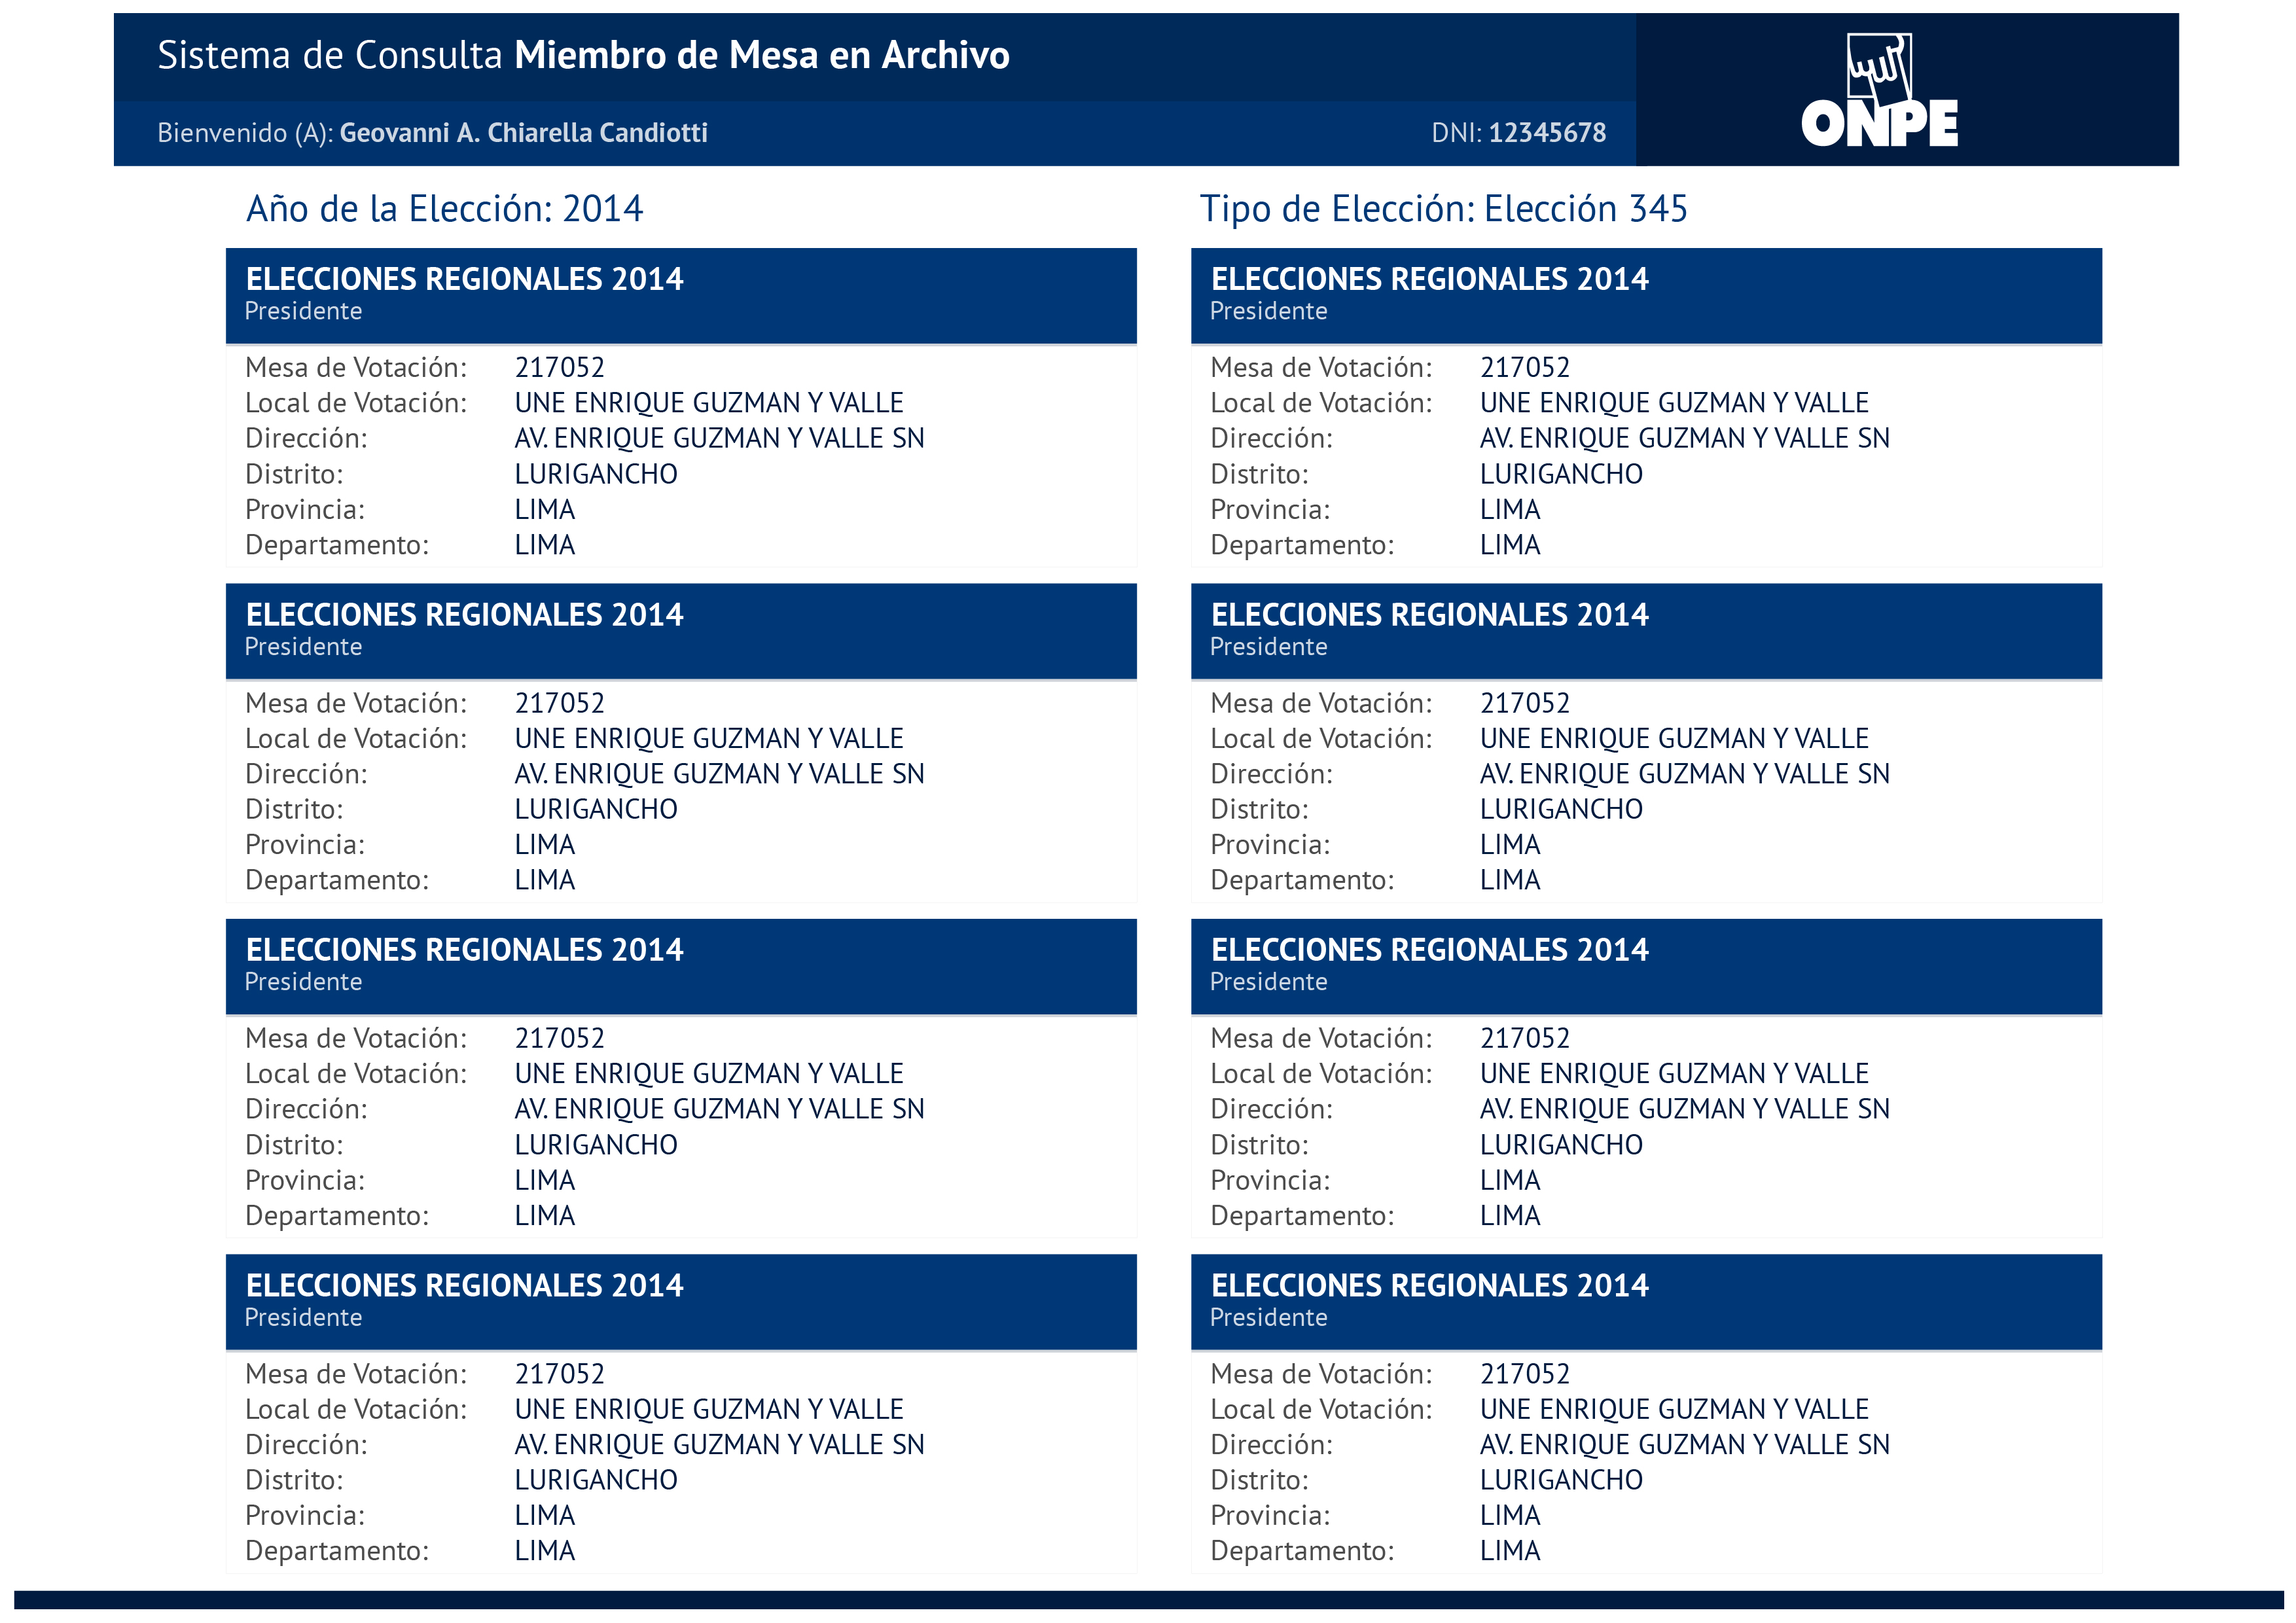 Sistema de Consulta Miembro de Mesa en Archivo
Bienvenido (A): Geovanni A. Chiarella Candiotti
DNI: 12345678
ONPE
Año de la Elección: 2014
Tipo de Elección: Elección 345
ELECCIONES REGIONALES 2014
Presidente
Mesa de Votación: 217052
Local de Votación: UNE ENRIQUE GUZMAN Y VALLE
Dirección: AV. ENRIQUE GUZMAN Y VALLE SN
Distrito: LURIGANCHO
Provincia: LIMA
Departamento: LIMA
ELECCIONES REGIONALES 2014
Presidente
Mesa de Votación: 217052
Local de Votación: UNE ENRIQUE GUZMAN Y VALLE
Dirección: AV. ENRIQUE GUZMAN Y VALLE SN
Distrito: LURIGANCHO
Provincia: LIMA
Departamento: LIMA
ELECCIONES REGIONALES 2014
Presidente
Mesa de Votación: 217052
Local de Votación: UNE ENRIQUE GUZMAN Y VALLE
Dirección: AV. ENRIQUE GUZMAN Y VALLE SN
Distrito: LURIGANCHO
Provincia: LIMA
Departamento: LIMA
ELECCIONES REGIONALES 2014
Presidente
Mesa de Votación: 217052
Local de Votación: UNE ENRIQUE GUZMAN Y VALLE
Dirección: AV. ENRIQUE GUZMAN Y VALLE SN
Distrito: LURIGANCHO
Provincia: LIMA
Departamento: LIMA
ELECCIONES REGIONALES 2014
Presidente
Mesa de Votación: 217052
Local de Votación: UNE ENRIQUE GUZMAN Y VALLE
Dirección: AV. ENRIQUE GUZMAN Y VALLE SN
Distrito: LURIGANCHO
Provincia: LIMA
Departamento: LIMA
ELECCIONES REGIONALES 2014
Presidente
Mesa de Votación: 217052
Local de Votación: UNE ENRIQUE GUZMAN Y VALLE
Dirección: AV. ENRIQUE GUZMAN Y VALLE SN
Distrito: LURIGANCHO
Provincia: LIMA
Departamento: LIMA
ELECCIONES REGIONALES 2014
Presidente
Mesa de Votación: 217052
Local de Votación: UNE ENRIQUE GUZMAN Y VALLE
Dirección: AV. ENRIQUE GUZMAN Y VALLE SN
Distrito: LURIGANCHO
Provincia: LIMA
Departamento: LIMA
ELECCIONES REGIONALES 2014
Presidente
Mesa de Votación: 217052
Local de Votación: UNE ENRIQUE GUZMAN Y VALLE
Dirección: AV. ENRIQUE GUZMAN Y VALLE SN
Distrito: LURIGANCHO
Provincia: LIMA
Departamento: LIMA